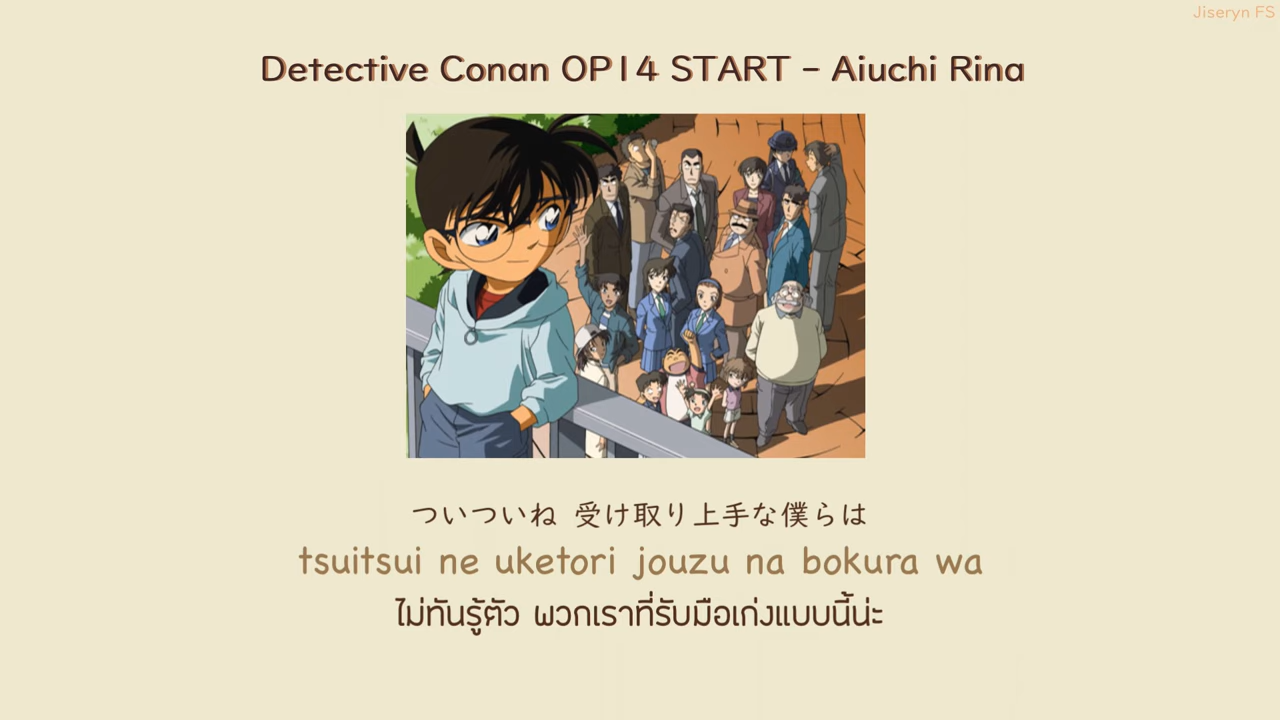 Jiseryn FS
Detective Conan OP14 START - Aiuchi Rina
ついついね 受け取り上手な僕らは
tsuitsui ne uketori jouzu na bokura wa
ไม่ทันรู้ตัว พวกเราที่รับมือเก่งแบบนี้น่ะ